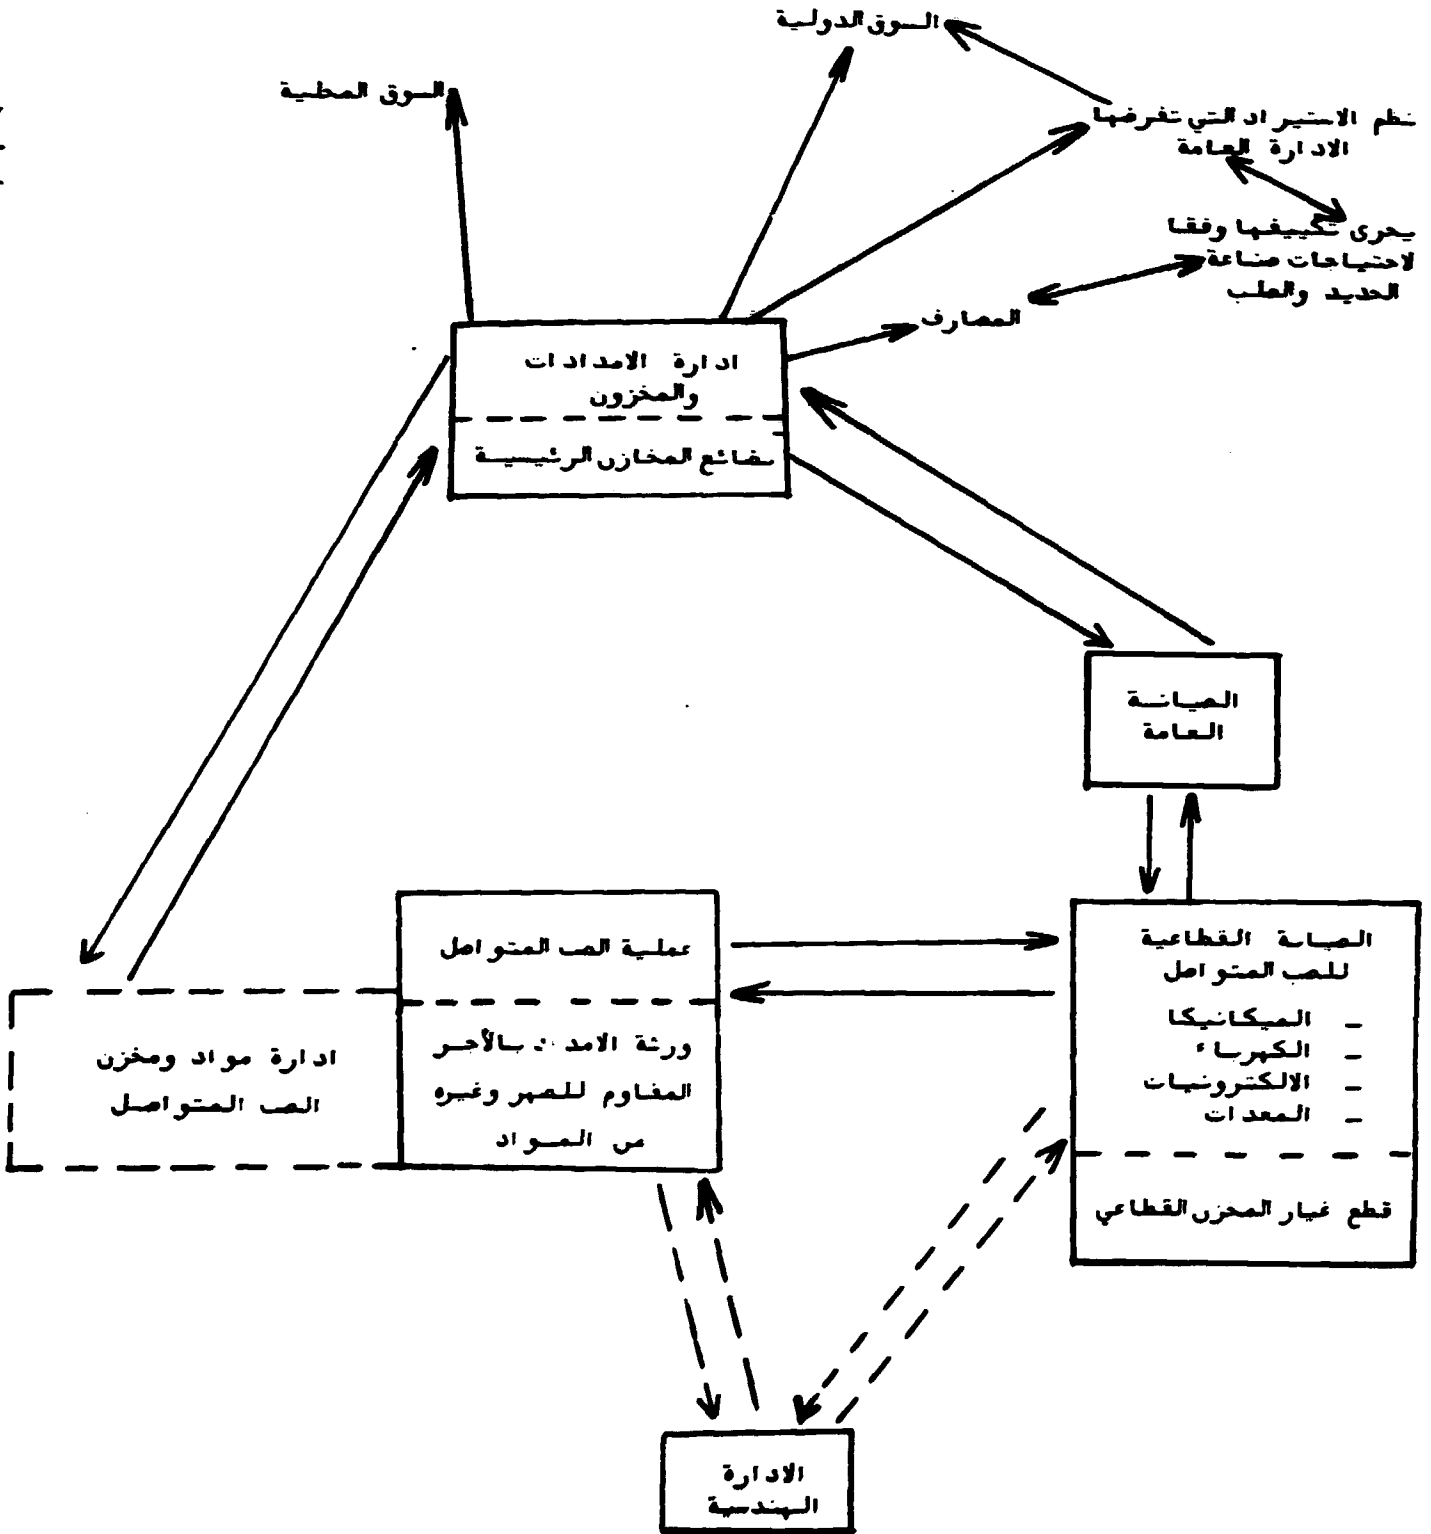 السوق الدولية
السوق المحلية
نظم الاستيراد التي تفرضها
الادارة العامة
يجرى تكييفها وفقا
لاحتياجات صناعة
الحديد والصلب
المصارف
ادارة الامدادات
والمخزون
بضائع المخازن الرئيسية
الصيانة
العامة
الصيانة القطاعية
للصب المتواصل
- الميكانيكا
- الكهرباء
- الالكترونيات
- المعدات
قطع غيار المخزن القطاعي
عملية الصب المتواصل
ورشة بالأجر
المقاوم للصهر وغيره
من المواد
ادارة مواد ومخزن
الصب المتواصل
الادارة
الهندسية